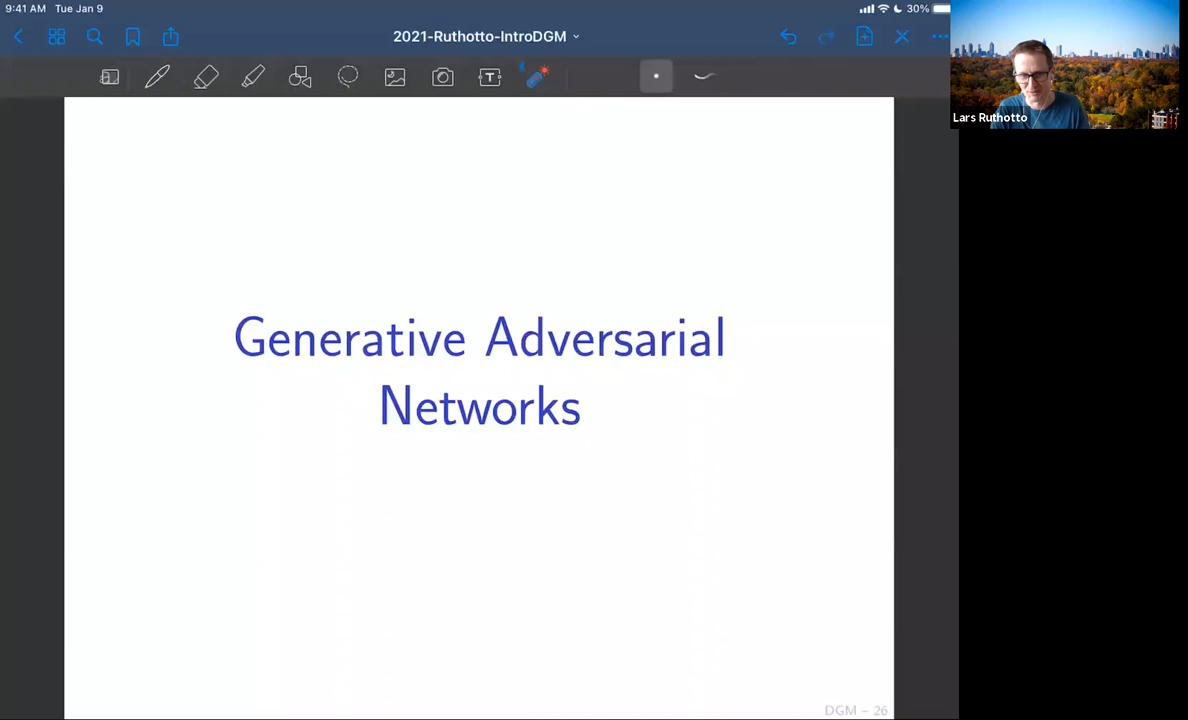 9:41 AM Tue Jan 9
30%
2021-Ruthotto-IntroDGM
T
Lars Ruthotto
Generative Adversarial
Networks
DGM – 26